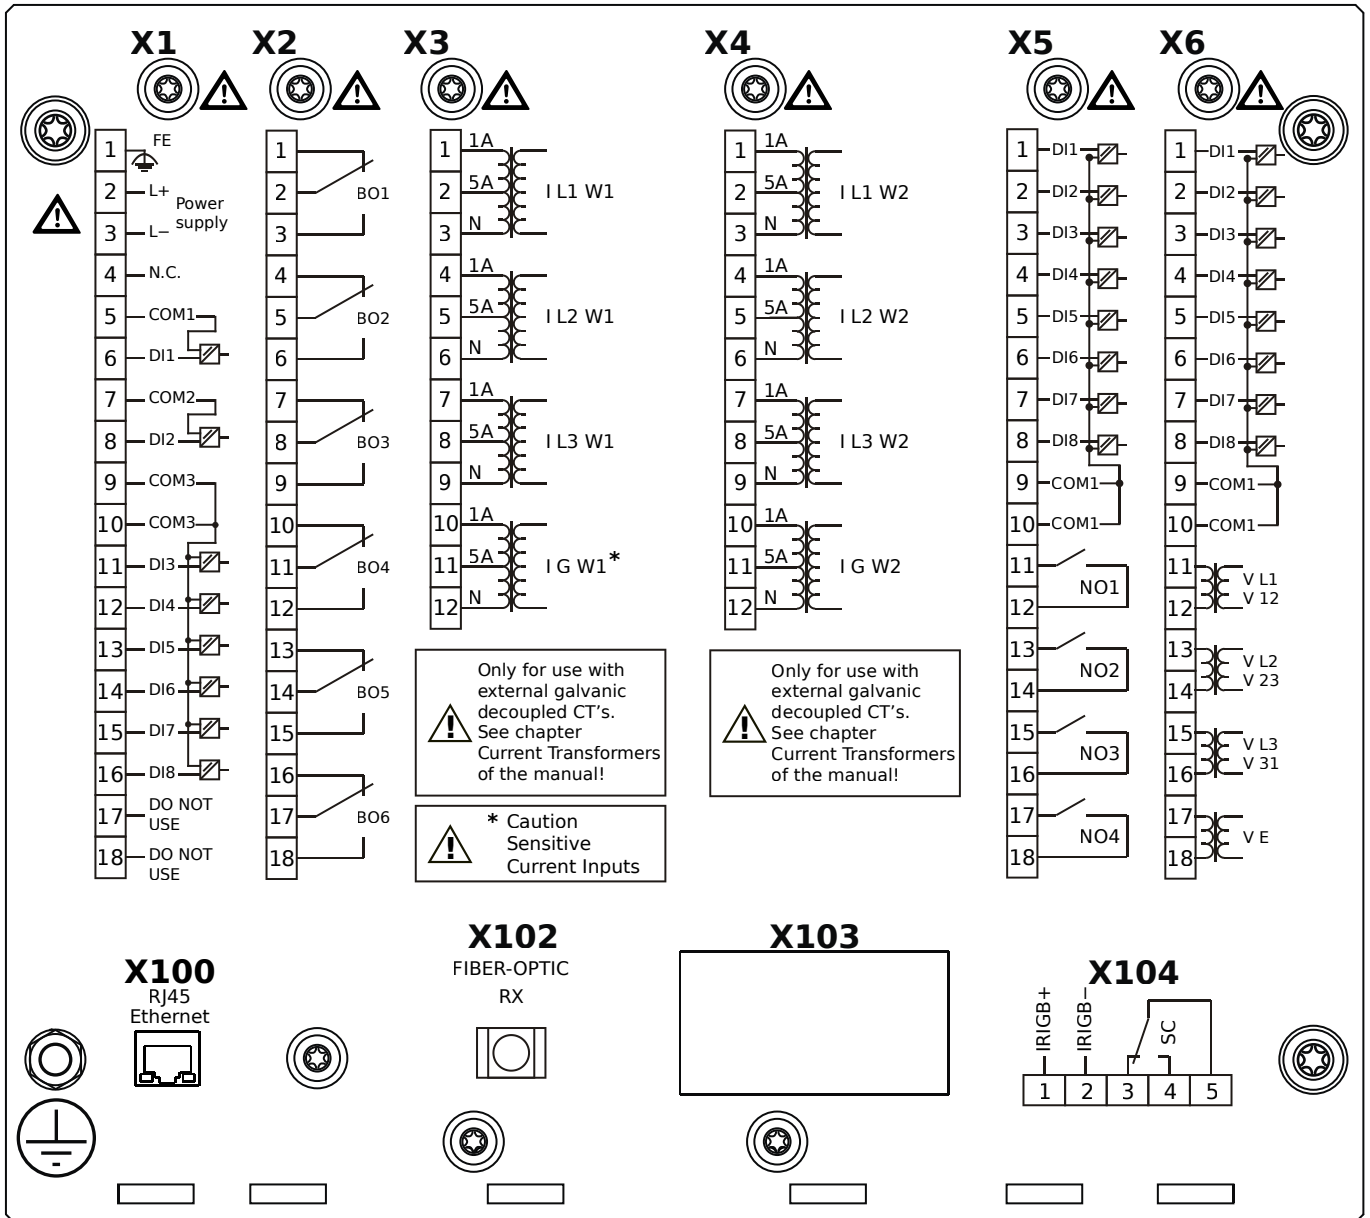 X1
X2
X3
X4
X5
X6
1 FE
2 L+
Power
supply
3 L−
4 N.C.
5 COM1
6 DI1
7 COM2
8 DI2
9 COM3
10 COM3
11 DI3
12 DI4
13 DI5
14 DI6
15 DI7
16 DI8
17 DO NOT
USE
18 DO NOT
USE
1
2 BO1
3
4
5 BO2
6
7
8 BO3
9
10
11 BO4
12
13
14 BO5
15
16
17 BO6
18
1 1A
2 5A I L1 W1
3 N
4 1A
5 5A I L2 W1
6 N
7 1A
8 5A I L3 W1
9 N
10 1A
11 5A I G W1*
12 N
Only for use with
external galvanic
decoupled CT's.
See chapter
Current Transformers
of the manual!
* Caution
Sensitive
Current Inputs
1 1A
2 5A I L1 W2
3 N
4 1A
5 5A I L2 W2
6 N
7 1A
8 5A I L3 W2
9 N
10 1A
11 5A I G W2
12 N
Only for use with
external galvanic
decoupled CT's.
See chapter
Current Transformers
of the manual!
1 DI1
2 DI2
3 DI3
4 DI4
5 DI5
6 DI6
7 DI7
8 DI8
9 COM1
10 COM1
11
NO1
12
13
NO2
14
15
NO3
16
17
NO4
18
1 DI1
2 DI2
3 DI3
4 DI4
5 DI5
6 DI6
7 DI7
8 DI8
9 COM1
10 COM1
11 V L1
12 V 12
13 V L2
14 V 23
15 V L3
16 V 31
17
V E
18
X100
RJ45
Ethernet
X102
FIBER-OPTIC
RX
X103
X104
IRIGB+
IRIGB−
SC
1 2 3 4 5